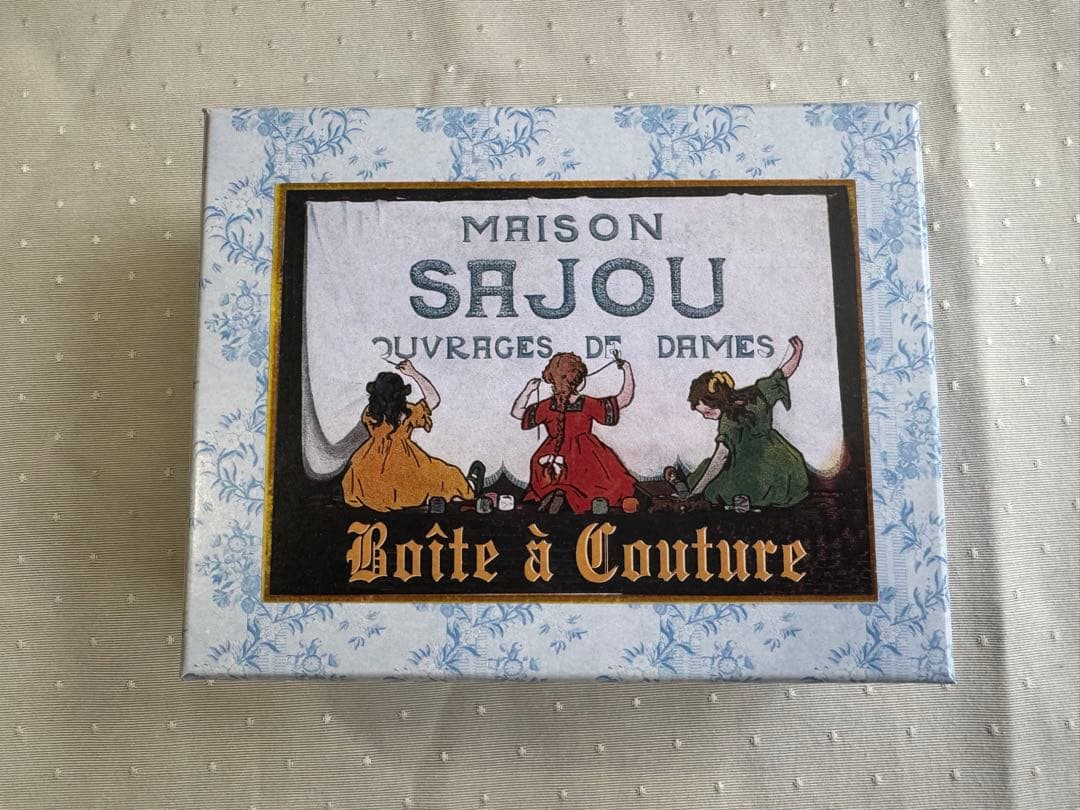 MAISON
SAJOU
OUVRAGES DE DAMES
Boîte à Couture